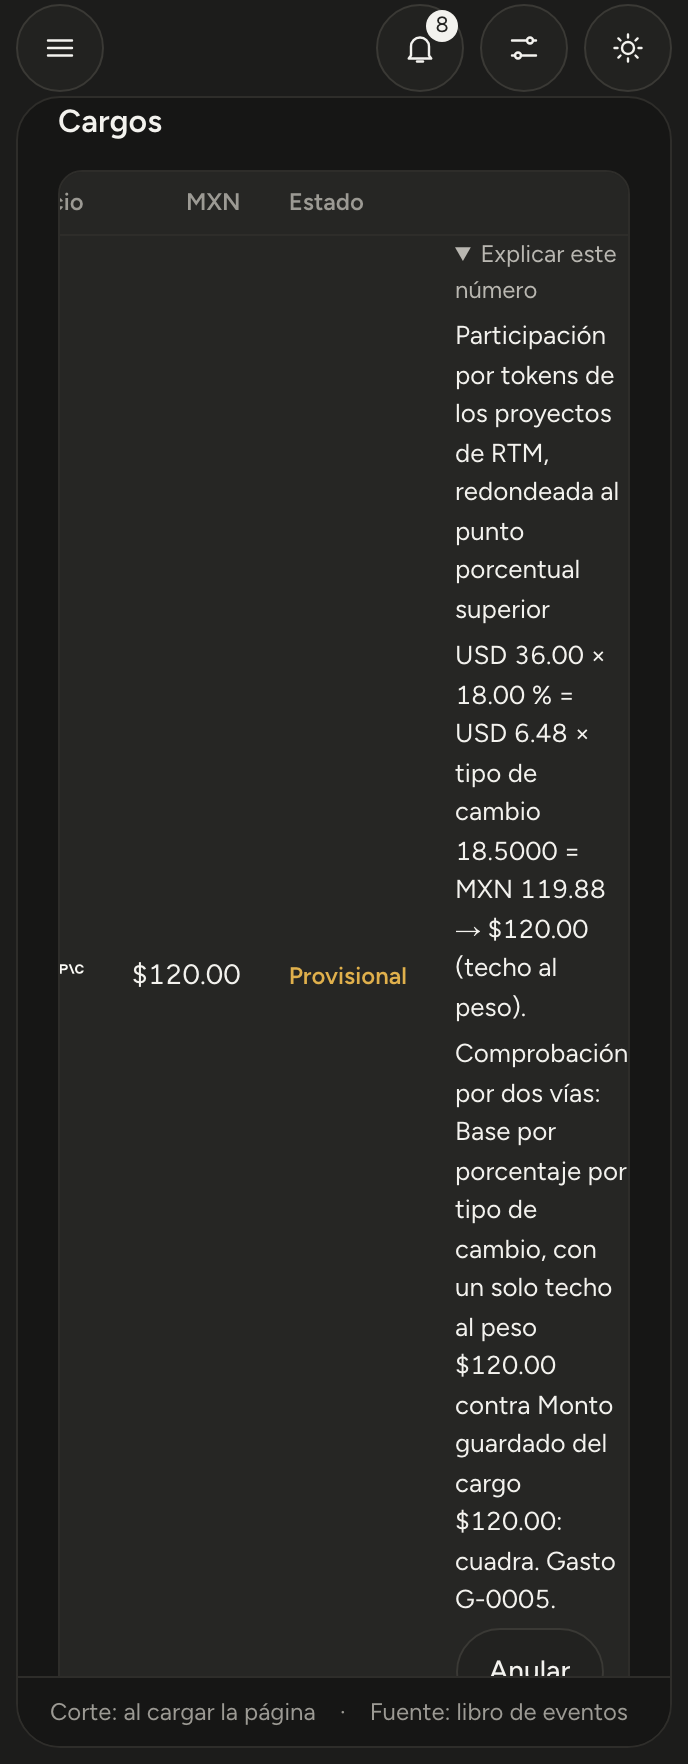 8
Cargos
cio
MXN
Estado
▼ Explicar este
número
Participación
por tokens de
los proyectos
de RTM,
redondeada al
punto
porcentual
superior
USD 36.00 ×
18.00 % =
USD 6.48 ×
tipo de
cambio
18.5000 =
MXN 119.88
→ $120.00
(techo al
peso).
$120.00
Provisional
Comprobación
por dos vías:
Base por
porcentaje por
tipo de
cambio, con
un solo techo
al peso
$120.00
contra Monto
guardado del
cargo
$120.00:
cuadra. Gasto
G-0005.
Anular
Corte: al cargar la página · Fuente: libro de eventos